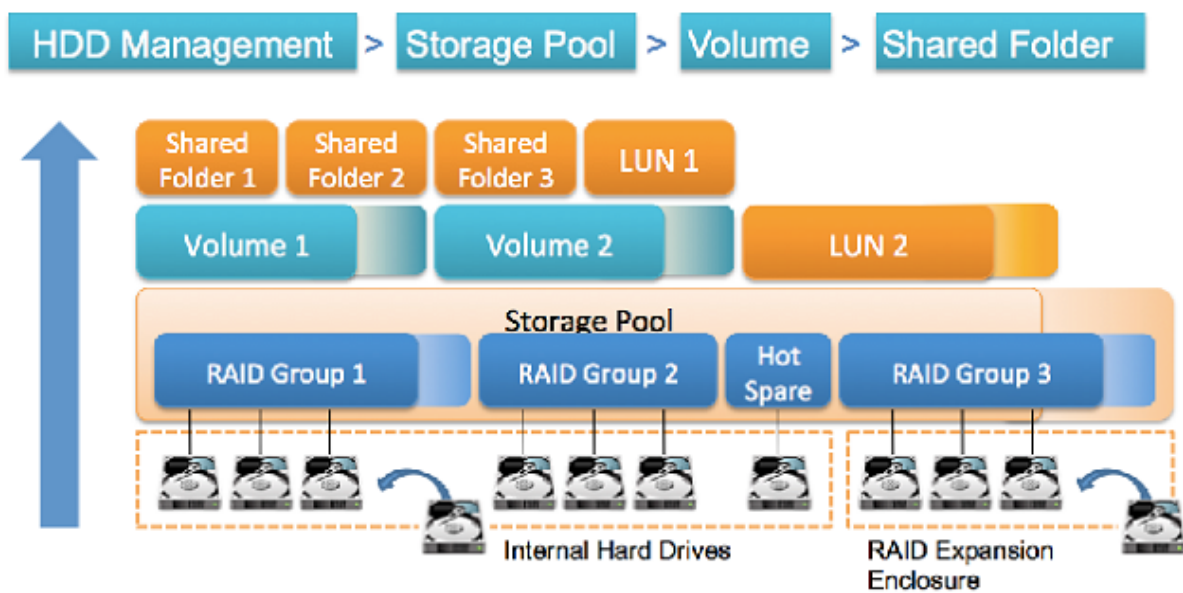 HDD Management > Storage Pool > Volume > Shared Folder
Shared Folder 1
Shared Folder 2
Shared Folder 3
LUN 1
Volume 1
Volume 2
LUN 2
Storage Pool
RAID Group 1
RAID Group 2
Hot Spare
RAID Group 3
Internal Hard Drives
RAID Expansion
Enclosure